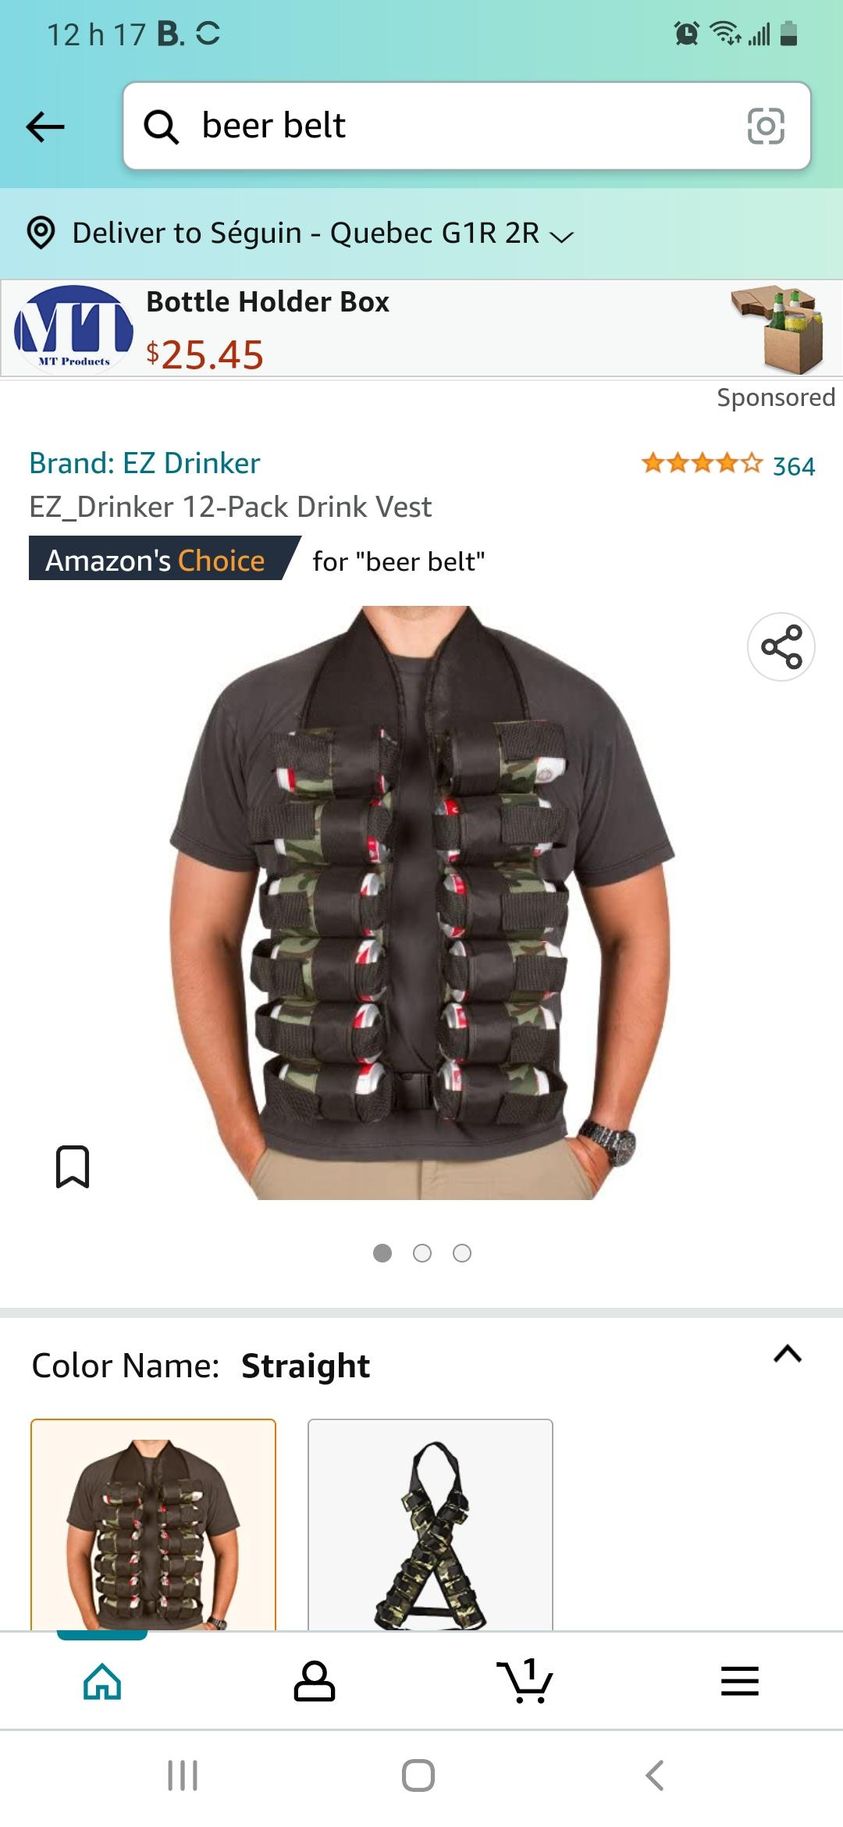 12 h 17 B.
beer belt
Deliver to Séguin - Quebec G1R 2R
MT
MT Products
Bottle Holder Box
$25.45
Sponsored
Brand: EZ Drinker
364
EZ_Drinker 12-Pack Drink Vest
Amazon's Choice for "beer belt"
Color Name: Straight
1